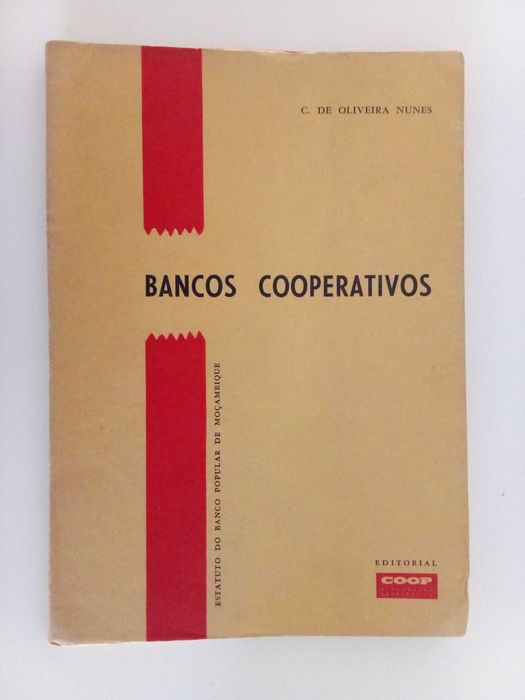 C. DE OLIVEIRA NUNES
BANCOS COOPERATIVOS
ESTATUTO DO BANCO POPULAR DE MOÇAMBIQUE
EDITORIAL
COOP